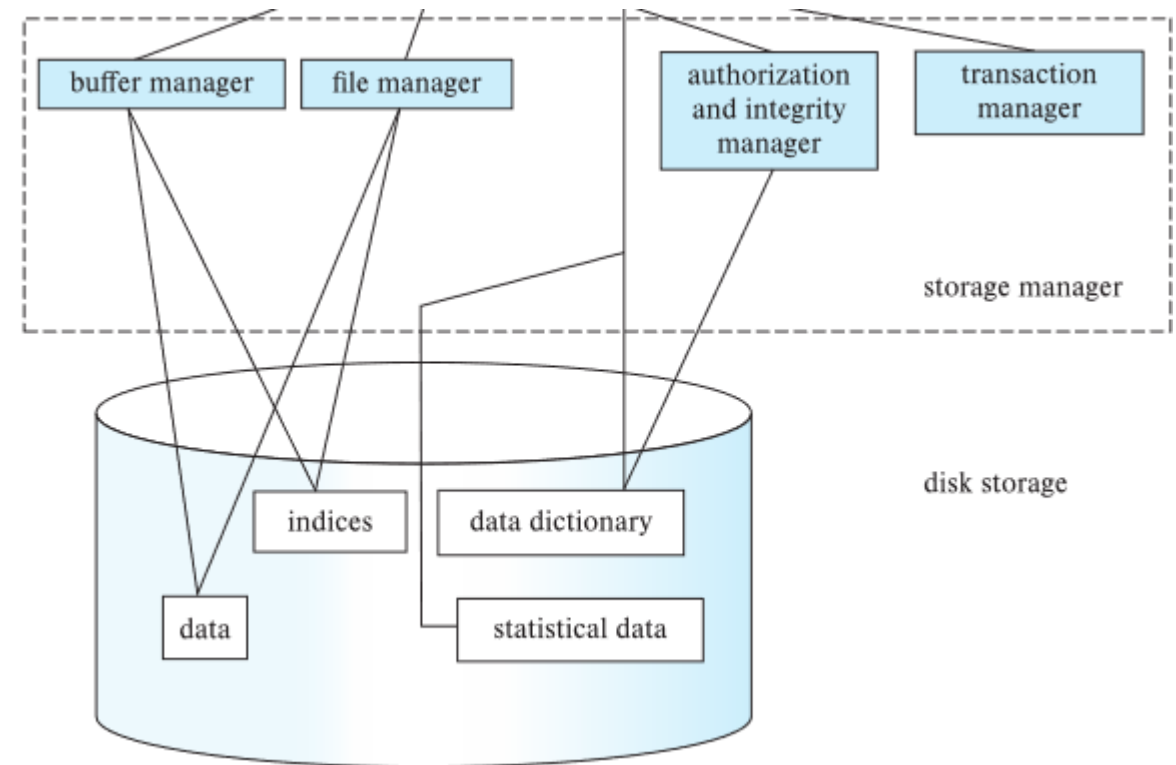 buffer manager
file manager
authorization
and integrity
manager
transaction
manager
storage manager
disk storage
indices
data dictionary
data
statistical data